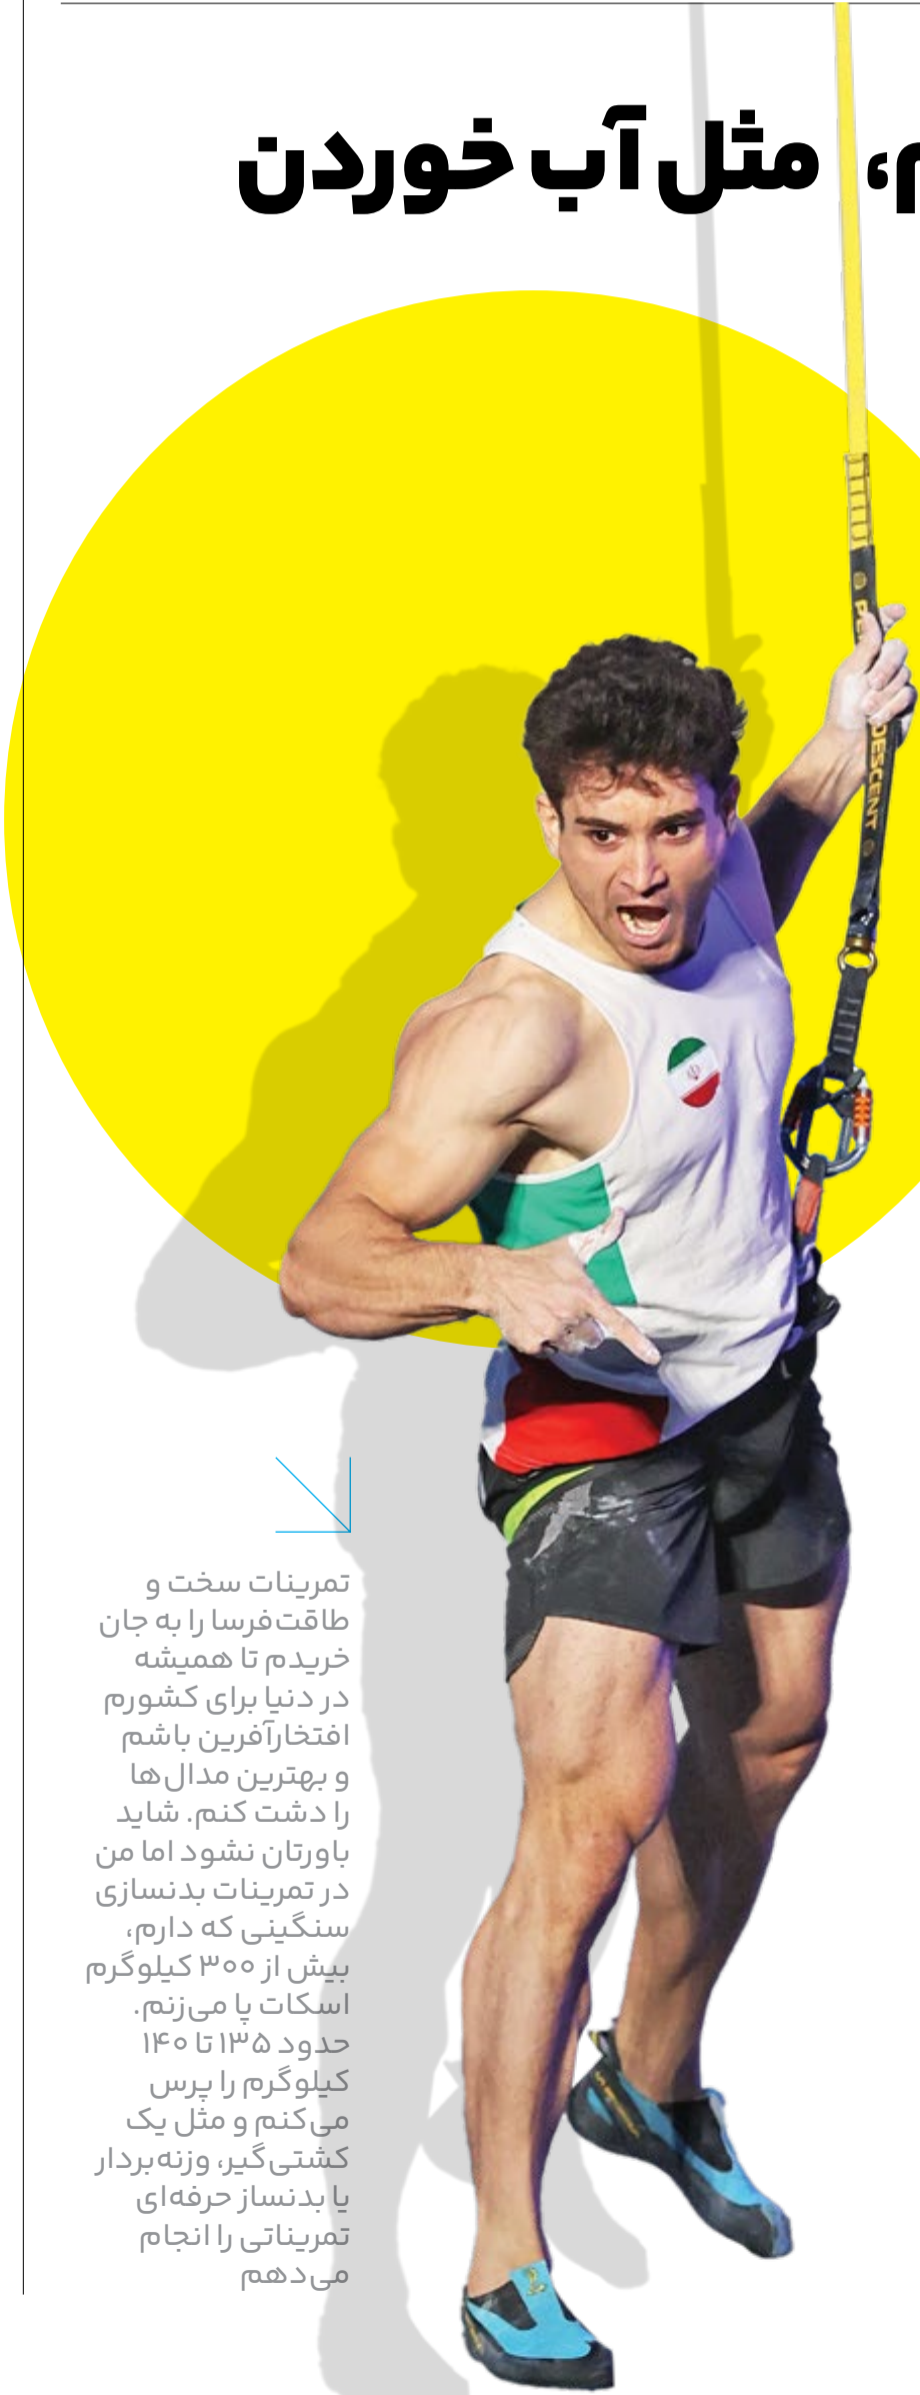 م، مثل آب خوردن
DESCENT
تمرینات سخت و
طاقت‌فرسا را به جان
خریدم تا همیشه
در دنیا برای کشورم
افتخارآفرین باشم
و بهترین مدال‌ها
را دشت کنم. شاید
باورتان نشود اما من
در تمرینات بدنسازی
سنگینی که دارم،
بیش از ۳۰۰ کیلوگرم
اسکات پا می‌زنم.
حدود ۱۳۵ تا ۱۴۰
کیلوگرم را پرس
می‌کنم و مثل یک
کشتی‌گیر، وزنه‌بردار
یا بدنساز حرفه‌ای
تمریناتی را انجام
می‌دهم